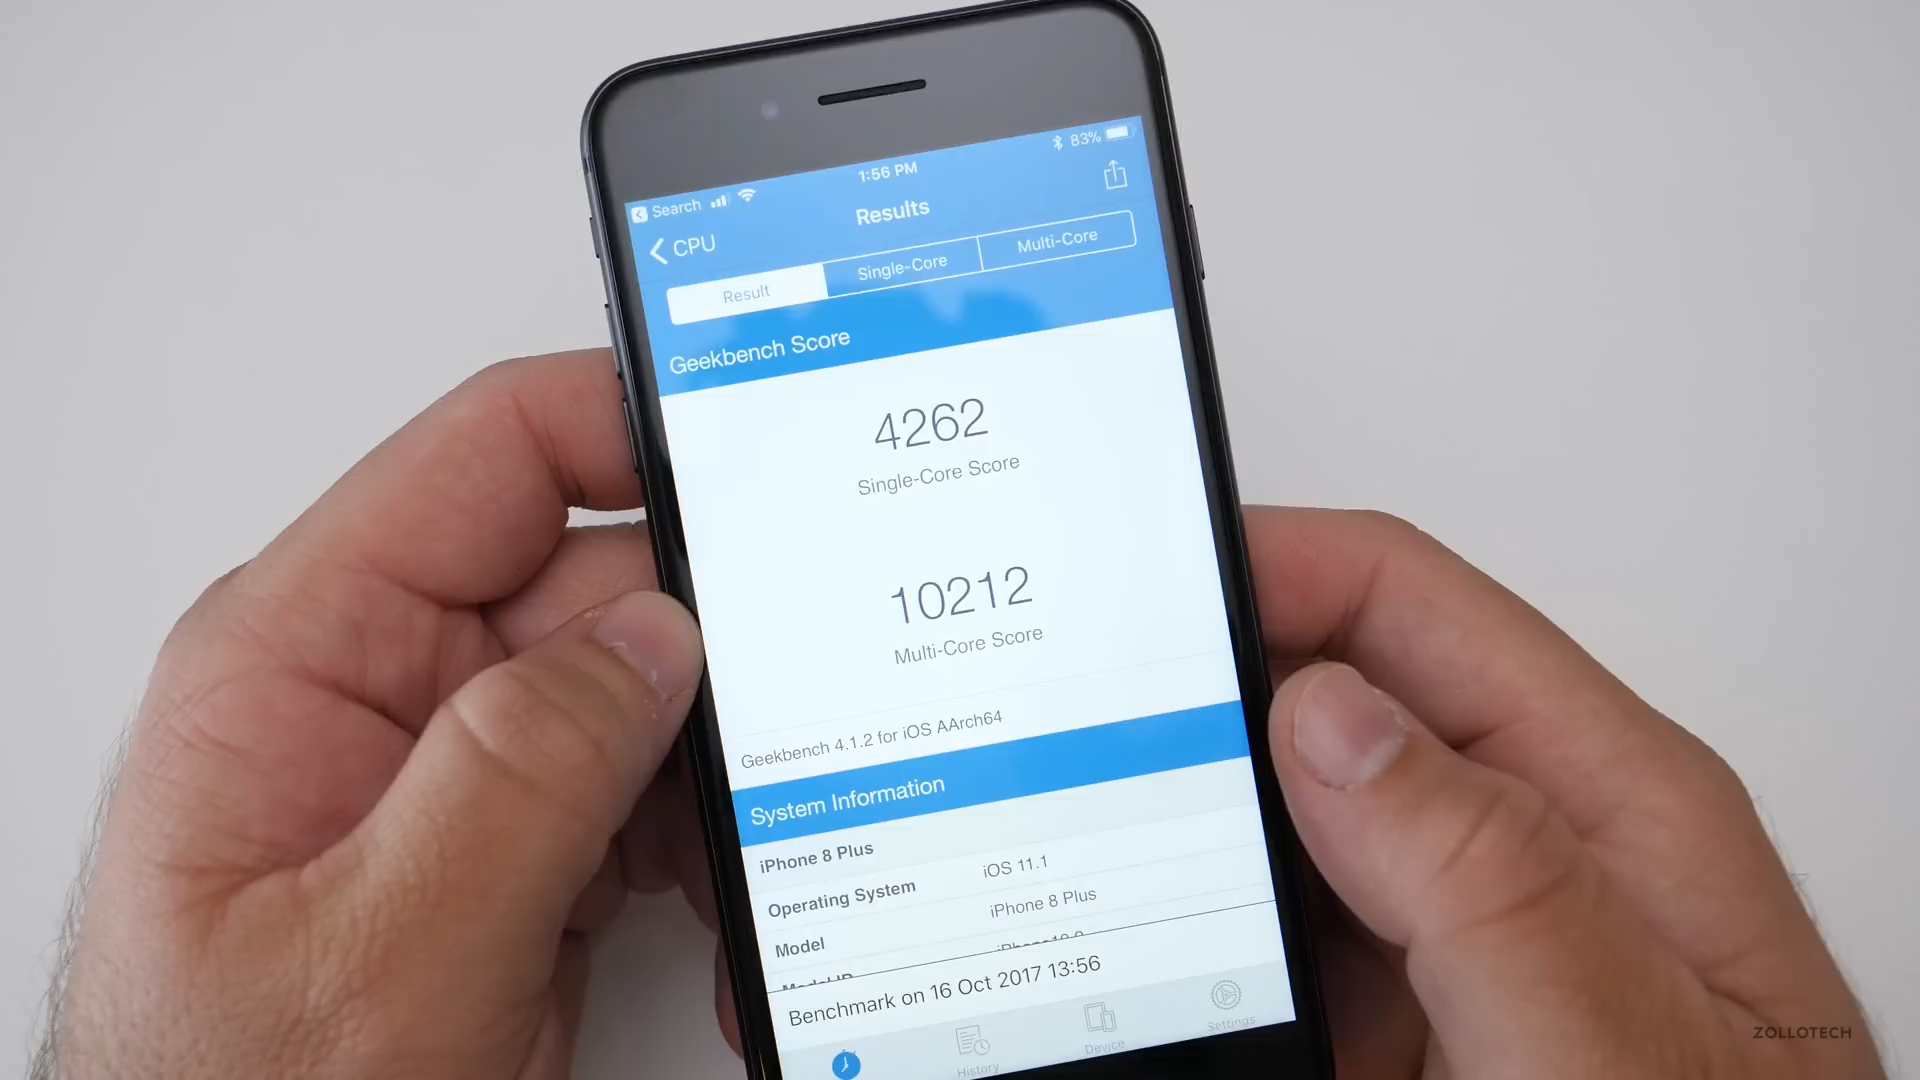 Search
1:56 PM
83%
CPU
Results
Result
Single-Core
Multi-Core
Geekbench Score
4262
Single-Core Score
10212
Multi-Core Score
Geekbench 4.1.2 for iOS AArch64
System Information
iPhone 8 Plus
Operating System
iOS 11.1
Model
iPhone 8 Plus
Benchmark on 16 Oct 2017 13:56
History
Device
Settings
ZOLLOTECH